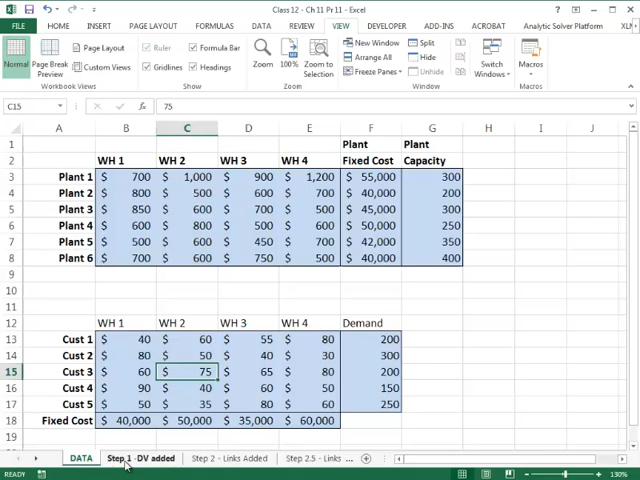 Class 12 - Ch 11 Pr 11 - Excel
FILE HOME INSERT PAGE LAYOUT FORMULAS DATA REVIEW VIEW DEVELOPER ADD-INS ACROBAT Analytic Solver Platform
Normal Page Break Preview Page Layout Custom Views
Workbook Views
Ruler Formula Bar
Gridlines Headings
Show
Zoom 100% Zoom to Selection
Zoom
New Window Split
Arrange All Hide
Freeze Panes Unhide
Switch Windows
Window
Macros
Macros
C15 fx 75
A B C D E F G H I J
1 Plant Plant
2 WH 1 WH 2 WH 3 WH 4 Fixed Cost Capacity
3 Plant 1 $ 700 $ 1,000 $ 900 $ 1,200 $ 55,000 300
4 Plant 2 $ 800 $ 500 $ 600 $ 700 $ 40,000 200
5 Plant 3 $ 850 $ 600 $ 700 $ 500 $ 45,000 300
6 Plant 4 $ 600 $ 800 $ 500 $ 600 $ 50,000 250
7 Plant 5 $ 500 $ 600 $ 450 $ 700 $ 42,000 350
8 Plant 6 $ 700 $ 600 $ 750 $ 500 $ 40,000 400
9
10
11
12 WH 1 WH 2 WH 3 WH 4 Demand
13 Cust 1 $ 40 $ 60 $ 55 $ 80 200
14 Cust 2 $ 80 $ 50 $ 40 $ 30 300
15 Cust 3 $ 60 $ 75 $ 65 $ 80 200
16 Cust 4 $ 90 $ 40 $ 60 $ 50 150
17 Cust 5 $ 50 $ 35 $ 80 $ 60 250
18 Fixed Cost $ 40,000 $ 50,000 $ 35,000 $ 60,000
19
DATA Step 1 -DV added Step 2 - Links Added Step 2.5 - Links ...
READY 130%